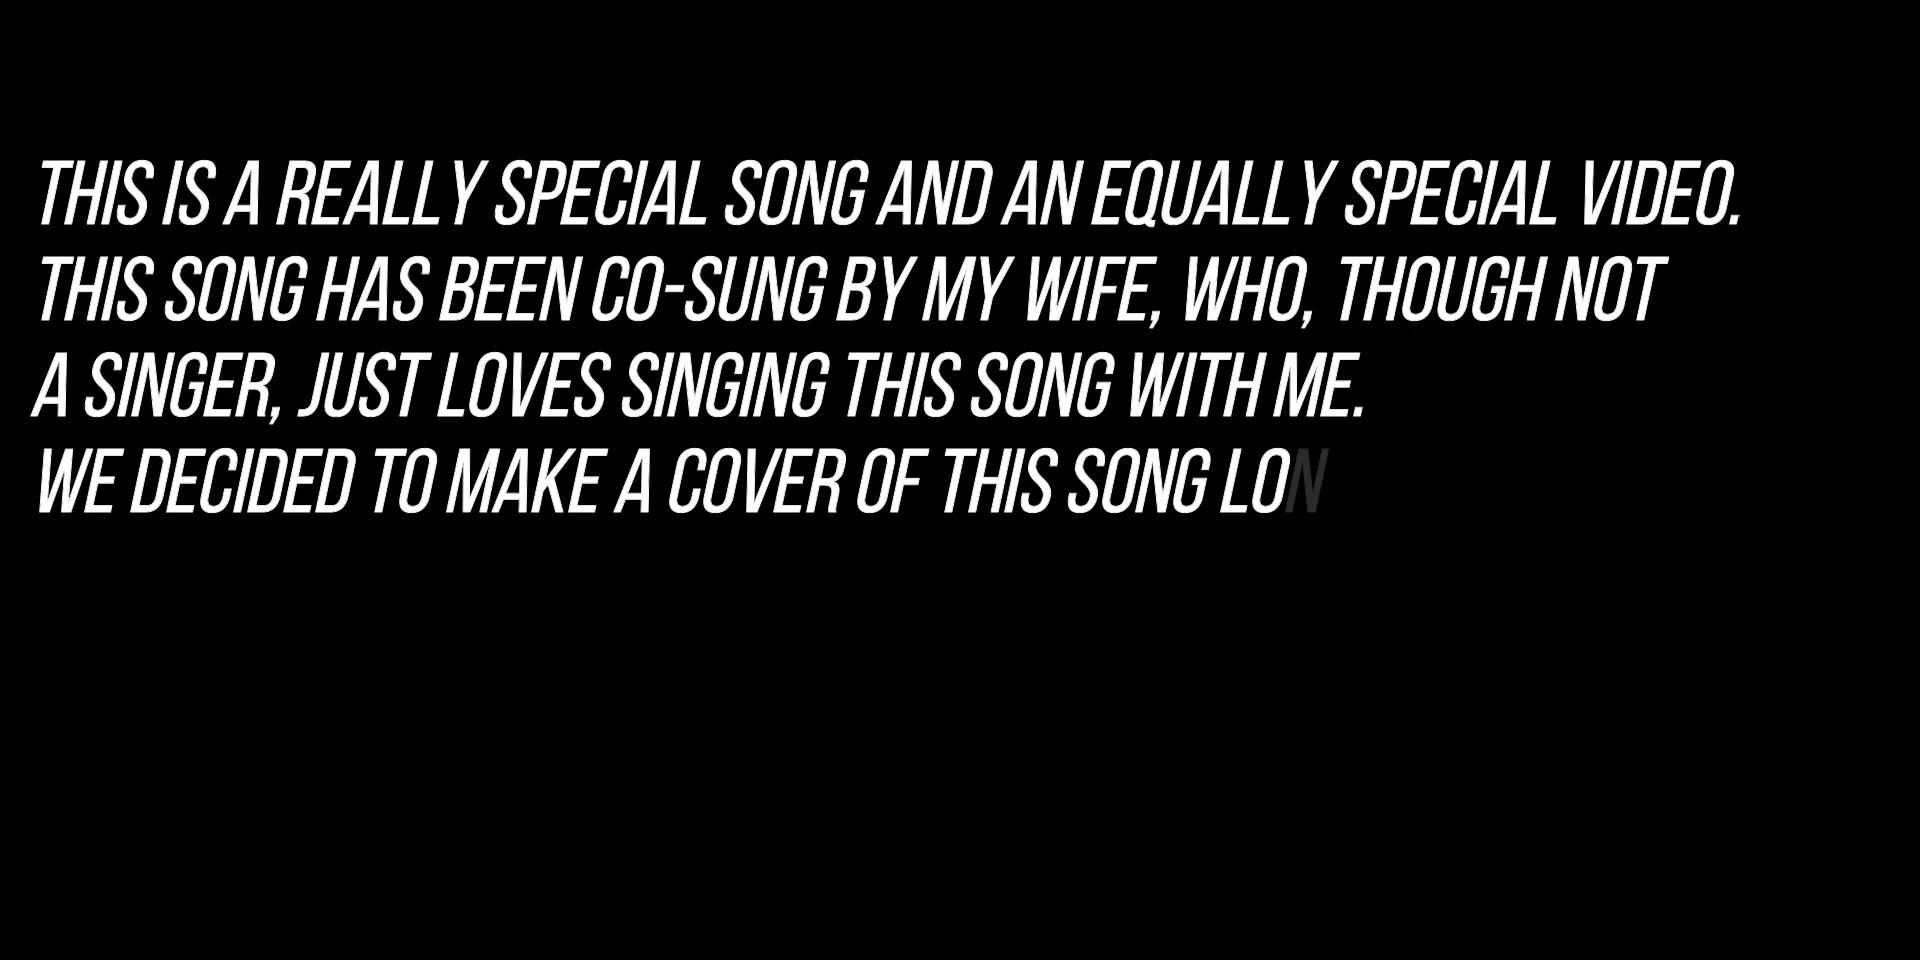 THIS IS A REALLY SPECIAL SONG AND AN EQUALLY SPECIAL VIDEO.
THIS SONG HAS BEEN CO-SUNG BY MY WIFE, WHO, THOUGH NOT
A SINGER, JUST LOVES SINGING THIS SONG WITH ME.
WE DECIDED TO MAKE A COVER OF THIS SONG LON